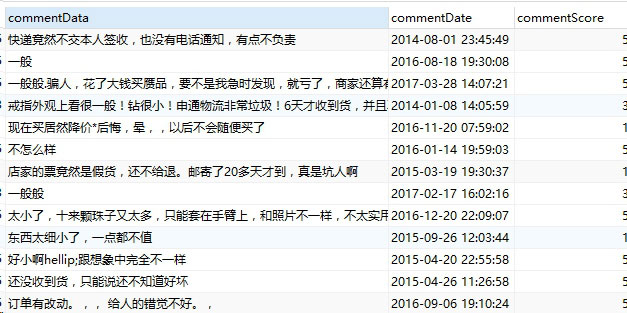 commentData commentDate commentScore
快递竟然不交本人签收，也没有电话通知，有点不负责 2014-08-01 23:45:49 5
一般 2016-08-18 19:30:08 5
一般般.骗人，花了大钱买赝品，要不是我急时发现，就亏了，商家还算有 2017-03-28 14:07:21 5
戒指外观上看很一般！钻很小！申通物流非常垃圾！6天才收到货，并且 2014-01-08 14:05:59 3
现在买居然降价*后悔，晕，，以后不会随便买了 2016-11-20 07:59:02 1
不怎么样 2016-01-14 19:59:03 5
店家的票竟然是假货，还不给退。邮寄了20多天才到，真是坑人啊 2015-03-19 19:30:37 1
一般般 2017-02-17 16:02:16 3
太小了，十来颗珠子又太多，只能套在手臂上，和照片不一样，不太实用 2016-12-20 22:09:07 5
东西太细小了，一点都不值 2015-09-26 12:03:44 1
好小啊hellip;跟想象中完全不一样 2015-04-20 22:55:58 5
还没收到货，只能说还不知道好坏 2015-04-26 11:26:58 5
订单有改动。，， 给人的错觉不好。， 2016-09-06 19:10:24 5